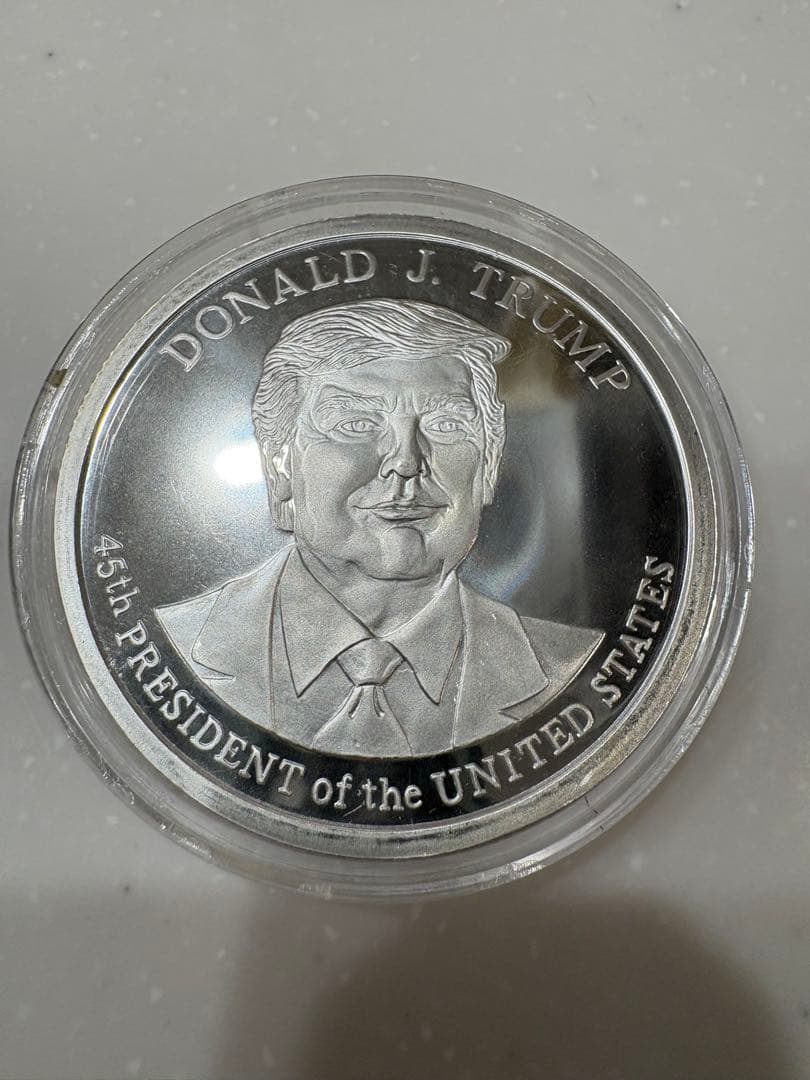 DONALD J. TRUMP
45th PRESIDENT of the UNITED STATES